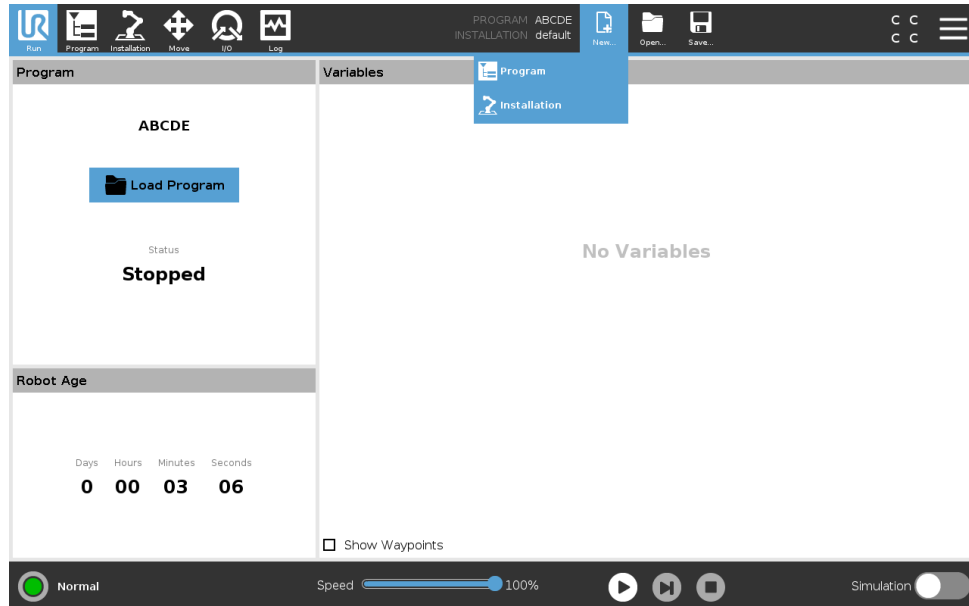 PROGRAM ABCDE
INSTALLATION default
Run Program Installation Move I/O Log New... Open... Save...
C C
C C
Program
Variables
Program
Installation
ABCDE
Load Program
Status
Stopped
No Variables
Robot Age
Days Hours Minutes Seconds
0 00 03 06
Show Waypoints
Normal
Speed 100%
Simulation